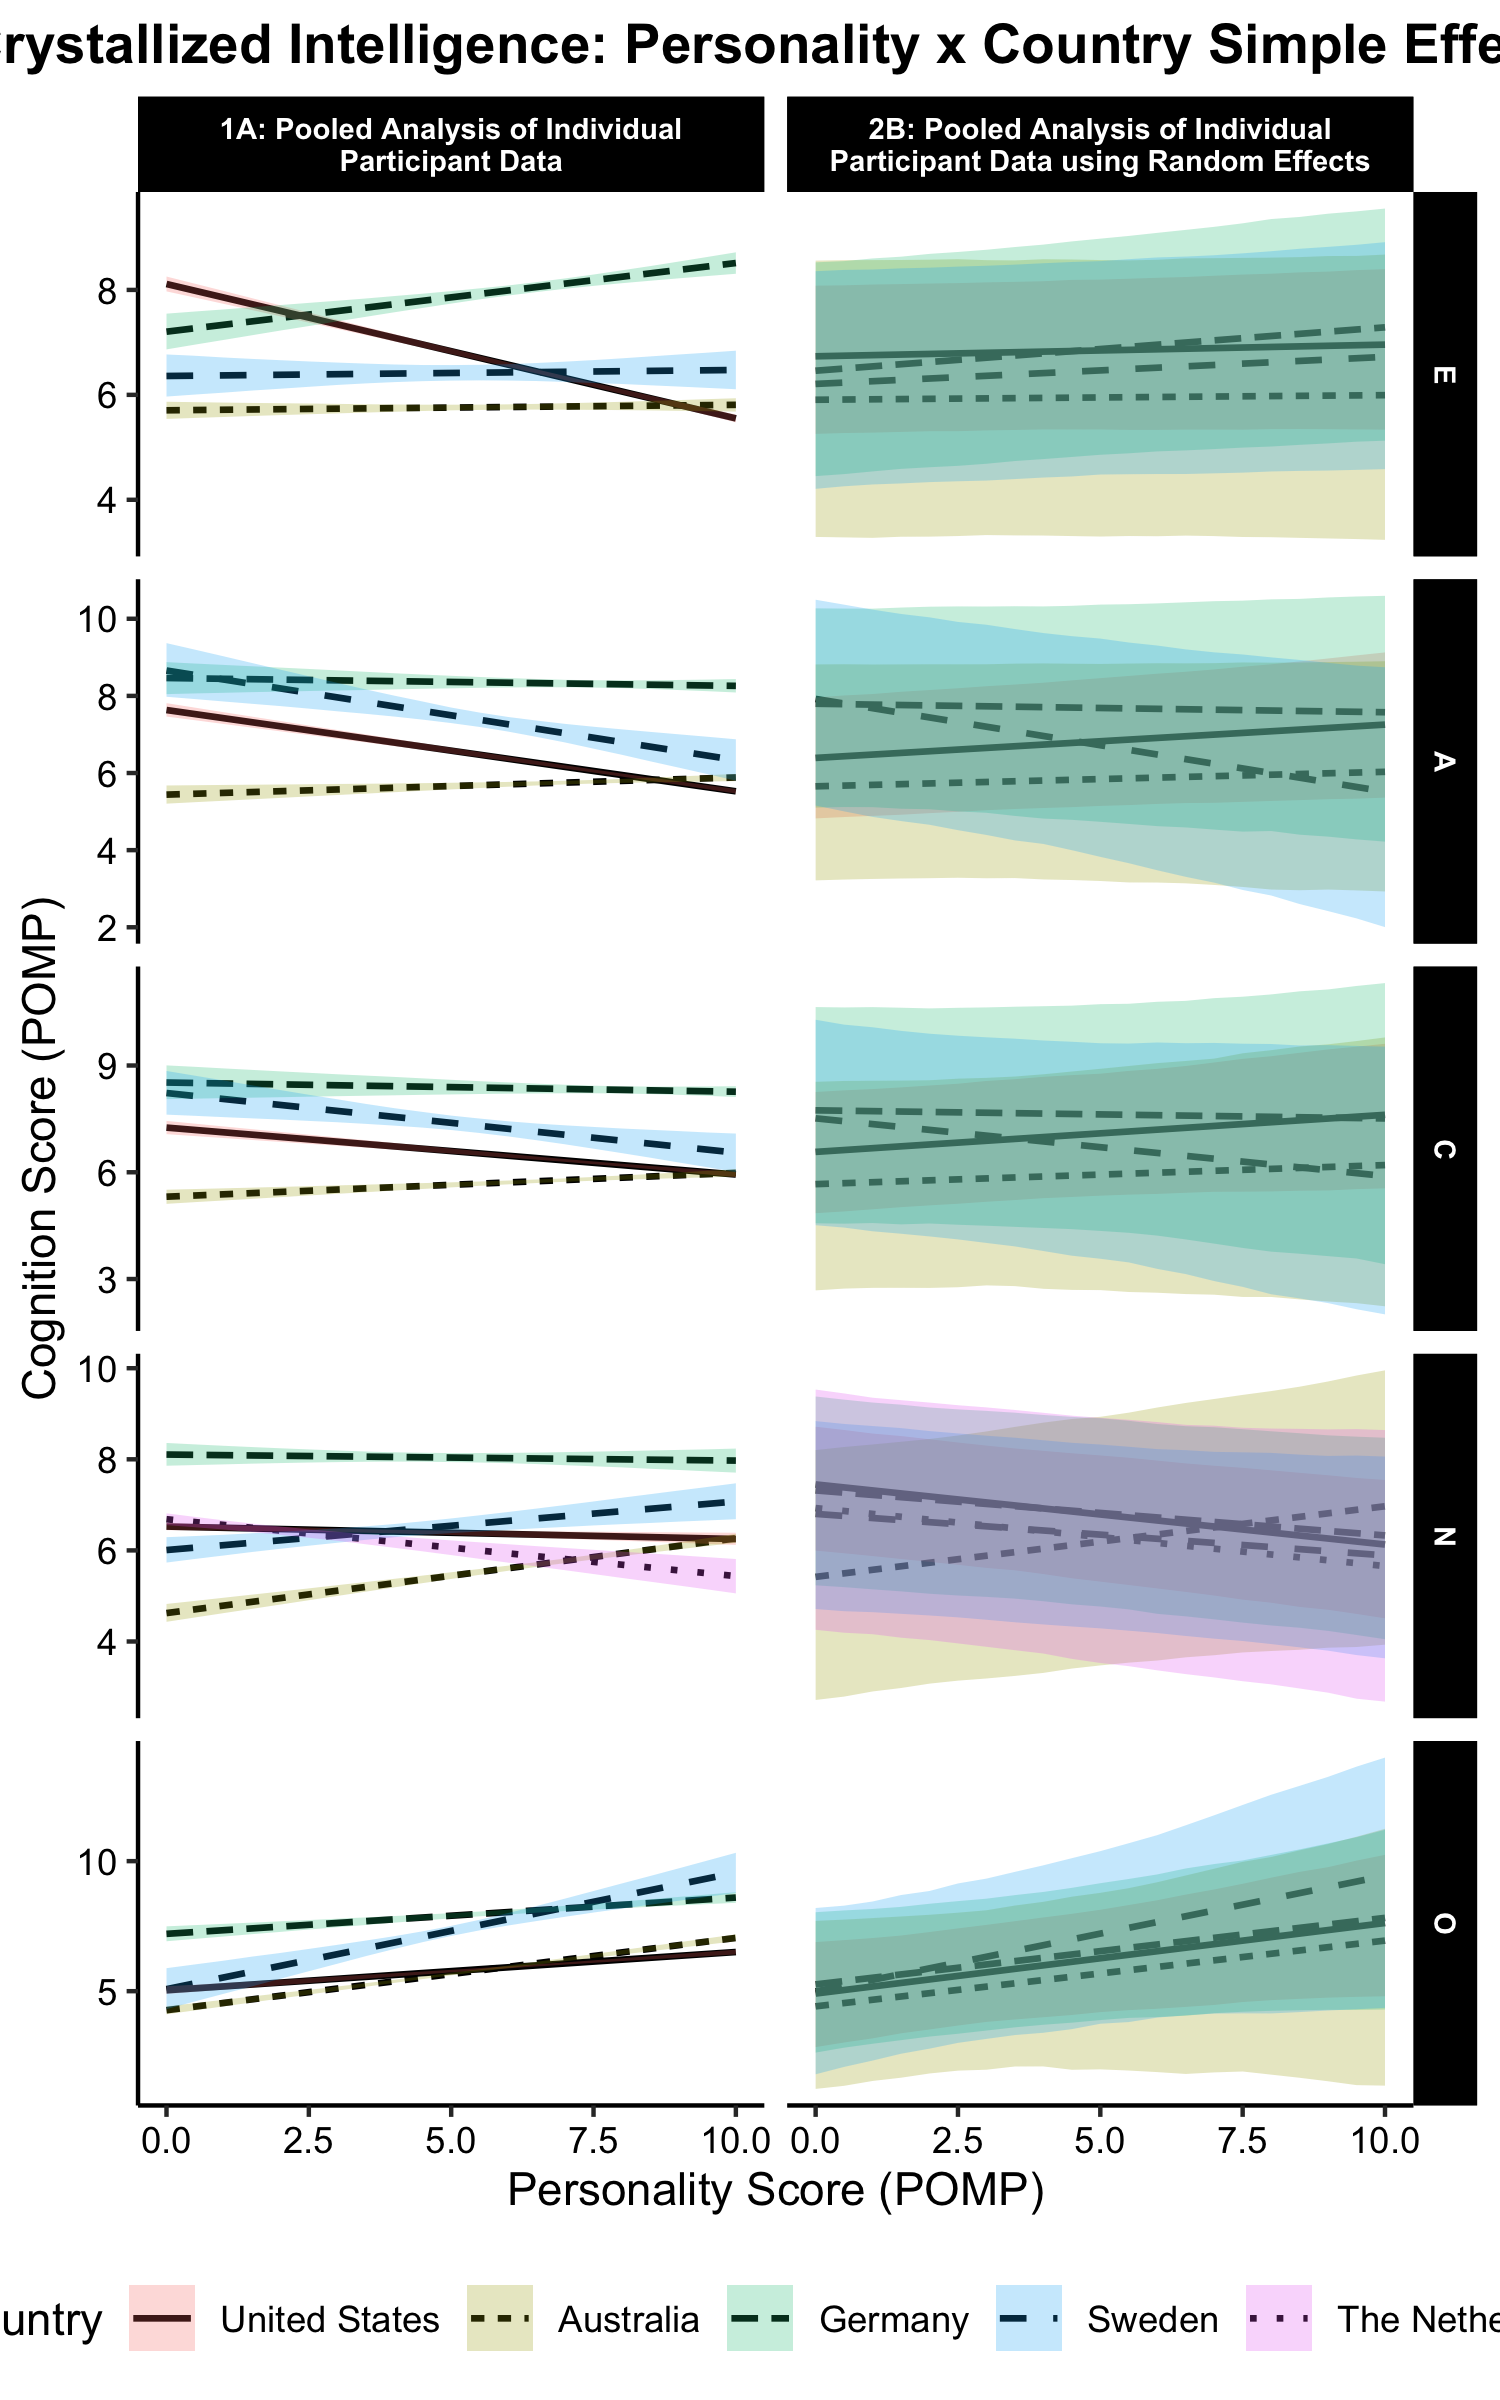 rystallized Intelligence: Personality x Country Simple Effe
1A: Pooled Analysis of Individual
Participant Data
2B: Pooled Analysis of Individual
Participant Data using Random Effects
8
6
4
E
10
8
6
4
2
A
9
6
3
C
10
8
6
4
N
10
5
O
Cognition Score (POMP)
0.0 2.5 5.0 7.5 10.0 0.0 2.5 5.0 7.5 10.0
Personality Score (POMP)
untry United States Australia Germany Sweden The Nethe